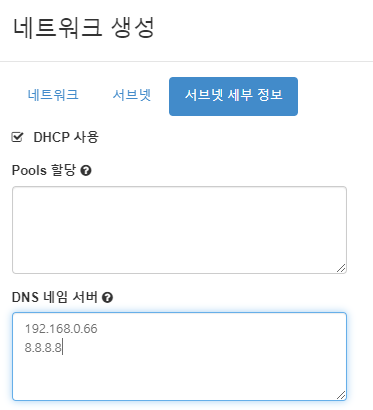 네트워크 생성
네트워크 서브넷 서브넷 세부 정보
DHCP 사용
Pools 할당
DNS 네임 서버
192.168.0.66
8.8.8.8